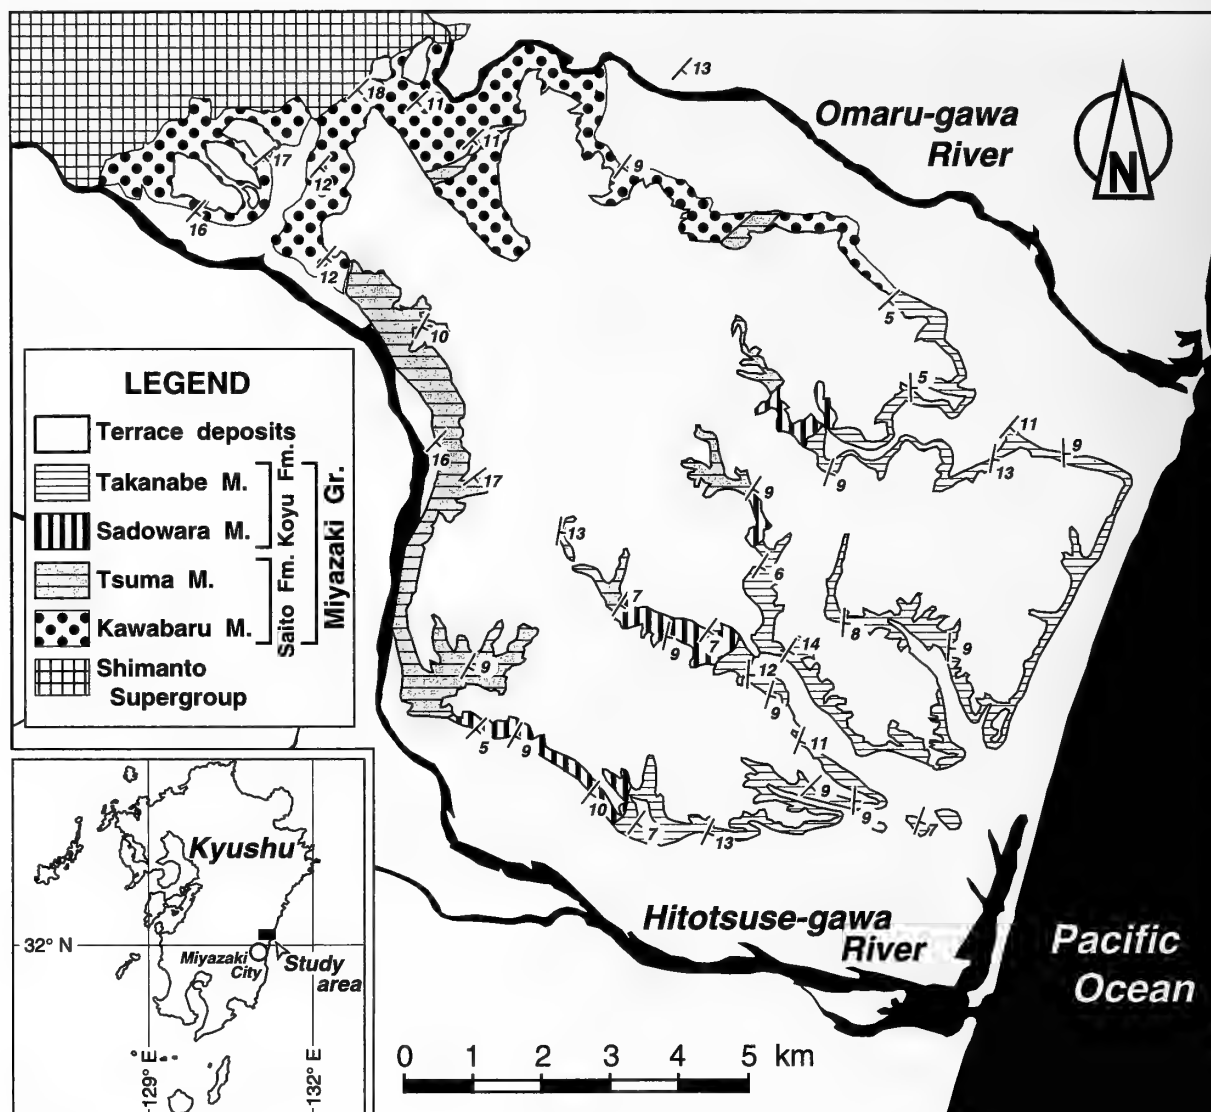 13
18
11
11
17
12
9
16
12
5
10
5
11
16
9
13
17
9
9
13
6
7
9
7
8
14
9
9
12
9
5
9
11
10
9
9
7
13
7
Omaru-gawa
River
N
LEGEND
Terrace deposits
Takanabe M.
Sadowara M.
Tsuma M.
Kawabaru M.
Shimanto
Supergroup
Koyu Fm.
Saito Fm.
Miyazaki Gr.
Kyushu
32° N
Miyazaki
City
Study
area
129° E
132° E
Hitotsuse-gawa
River
Pacific
Ocean
0 1 2 3 4 5 km